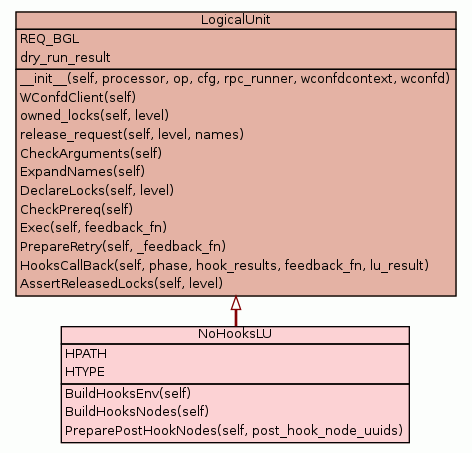 LogicalUnit
REQ_BGL
dry_run_result
__init__(self, processor, op, cfg, rpc_runner, wconfdcontext, wconfd)
WConfdClient(self)
owned_locks(self, level)
release_request(self, level, names)
CheckArguments(self)
ExpandNames(self)
DeclareLocks(self, level)
CheckPrereq(self)
Exec(self, feedback_fn)
PrepareRetry(self, _feedback_fn)
HooksCallBack(self, phase, hook_results, feedback_fn, lu_result)
AssertReleasedLocks(self, level)
NoHooksLU
HPATH
HTYPE
BuildHooksEnv(self)
BuildHooksNodes(self)
PreparePostHookNodes(self, post_hook_node_uuids)